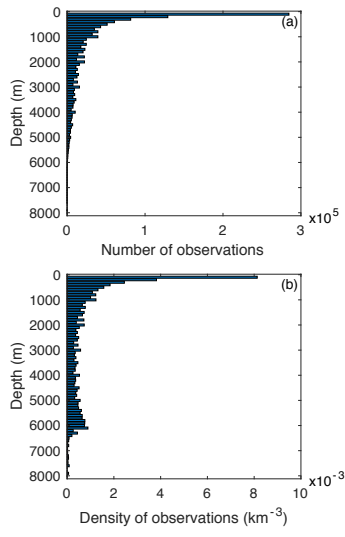 (a)
0
1000
2000
3000
4000
5000
6000
7000
8000
Depth (m)
0 1 2 3
x10⁵
Number of observations
(b)
0
1000
2000
3000
4000
5000
6000
7000
8000
Depth (m)
0 2 4 6 8 10
x10⁻³
Density of observations (km⁻³)